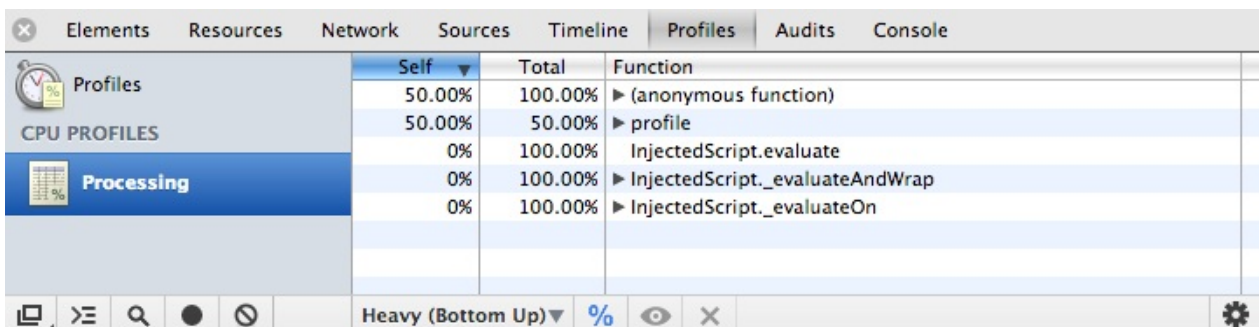 Elements Resources Network Sources Timeline Profiles Audits Console
Profiles
CPU PROFILES
Processing
Self Total Function
50.00% 100.00% (anonymous function)
50.00% 50.00% profile
0% 100.00% InjectedScript.evaluate
0% 100.00% InjectedScript._evaluateAndWrap
0% 100.00% InjectedScript._evaluateOn
Heavy (Bottom Up) %